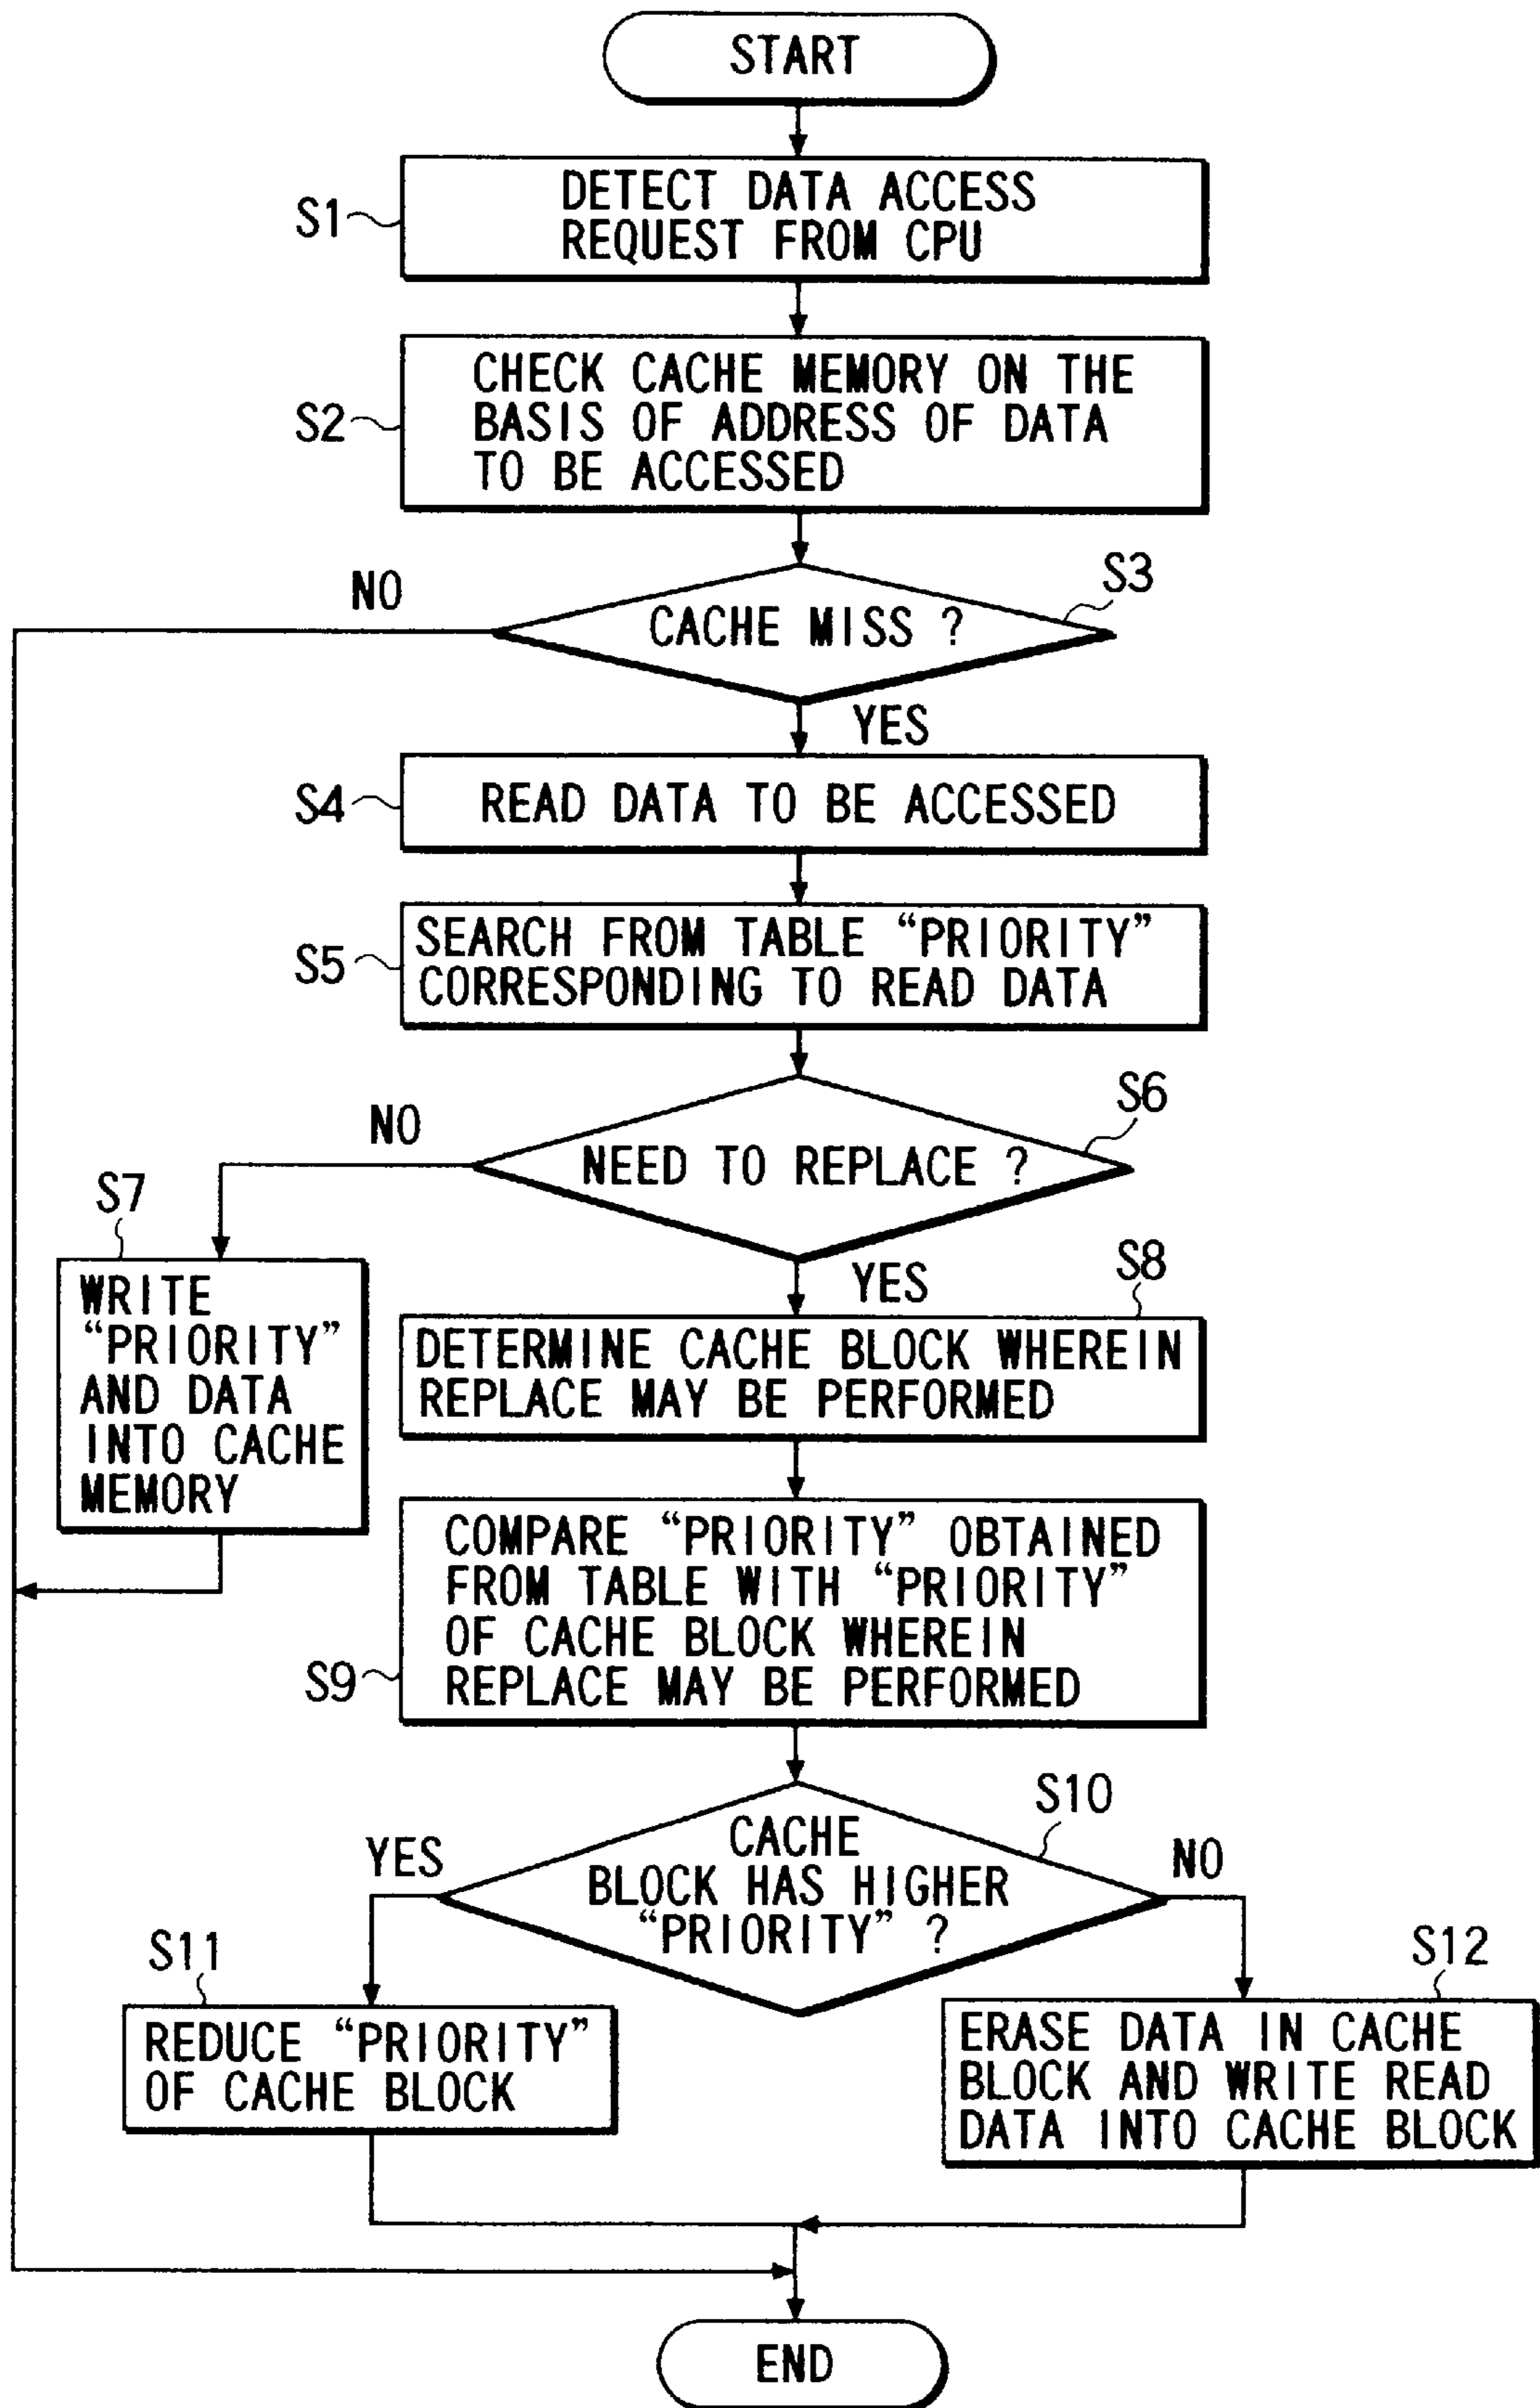 START
S1
DETECT DATA ACCESS
REQUEST FROM CPU
S2
CHECK CACHE MEMORY ON THE
BASIS OF ADDRESS OF DATA
TO BE ACCESSED
S3
NO
CACHE MISS ?
YES
S4
READ DATA TO BE ACCESSED
S5
SEARCH FROM TABLE “PRIORITY”
CORRESPONDING TO READ DATA
S6
NO
NEED TO REPLACE ?
YES
S7
WRITE
“PRIORITY”
AND DATA
INTO CACHE
MEMORY
S8
DETERMINE CACHE BLOCK WHEREIN
REPLACE MAY BE PERFORMED
S9
COMPARE “PRIORITY” OBTAINED
FROM TABLE WITH “PRIORITY”
OF CACHE BLOCK WHEREIN
REPLACE MAY BE PERFORMED
S10
YES
CACHE
BLOCK HAS HIGHER
“PRIORITY” ?
NO
S11
REDUCE “PRIORITY”
OF CACHE BLOCK
S12
ERASE DATA IN CACHE
BLOCK AND WRITE READ
DATA INTO CACHE BLOCK
END